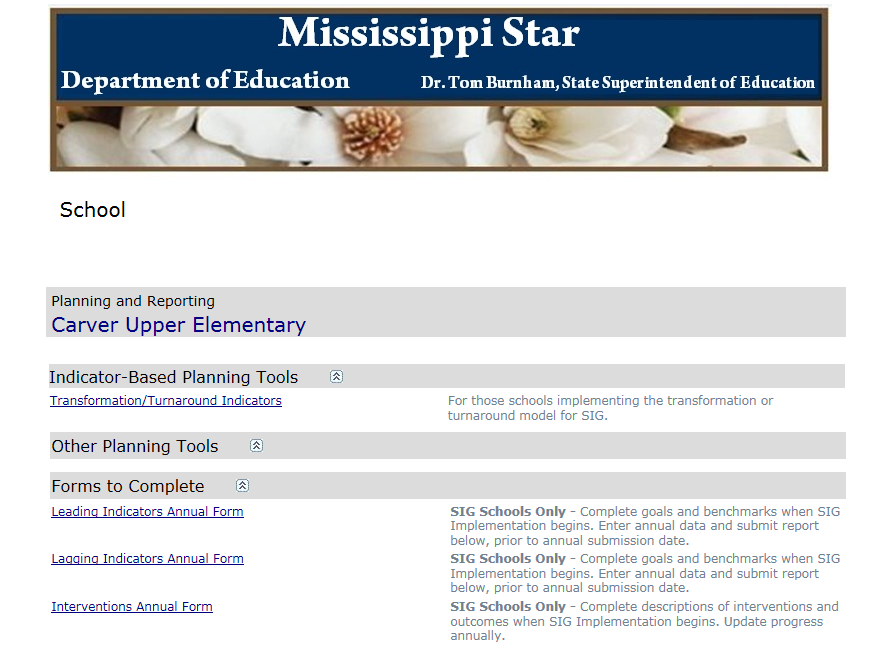 Mississippi Star
Department of Education
Dr. Tom Burnham, State Superintendent of Education
School
Planning and Reporting
Carver Upper Elementary
Indicator-Based Planning Tools
Transformation/Turnaround Indicators
For those schools implementing the transformation or
turnaround model for SIG.
Other Planning Tools
Forms to Complete
Leading Indicators Annual Form
SIG Schools Only - Complete goals and benchmarks when SIG
Implementation begins. Enter annual data and submit report
below, prior to annual submission date.
Lagging Indicators Annual Form
SIG Schools Only - Complete goals and benchmarks when SIG
Implementation begins. Enter annual data and submit report
below, prior to annual submission date.
Interventions Annual Form
SIG Schools Only - Complete descriptions of interventions and
outcomes when SIG Implementation begins. Update progress
annually.